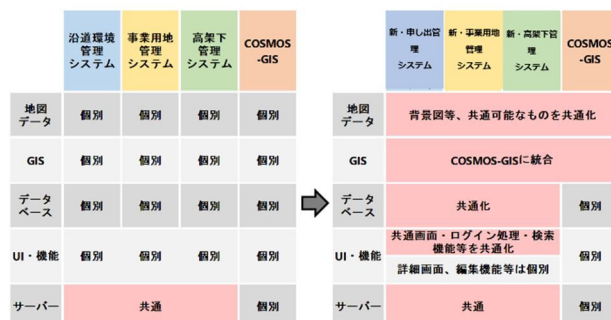 沿道環境
管理
システム
事業用地
管理
システム
高架下
管理
システム
COSMOS
-GIS
地図
データ
個別
個別
個別
個別
GIS
個別
個別
個別
個別
データ
ベース
個別
個別
個別
個別
UI・機能
個別
個別
個別
個別
サーバー
共通
個別
新・申し出管
理
システム
新・事業用地
管理
システム
新・高架下管
理
システム
COSMOS
-GIS
地図
データ
背景図等、共通可能なものを共通化
GIS
COSMOS-GISに統合
データ
ベース
共通化
個別
UI・機能
共通画面・ログイン処理・検索
機能等を共通化
詳細画面、編集機能等は個別
個別
サーバー
共通
個別